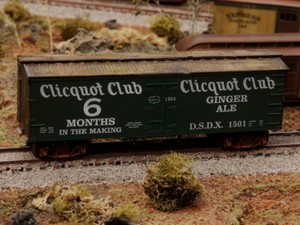 Clicquot Club
6
MONTHS
IN THE MAKING
Clicquot Club
GINGER
ALE
D.S.D.X. 1501